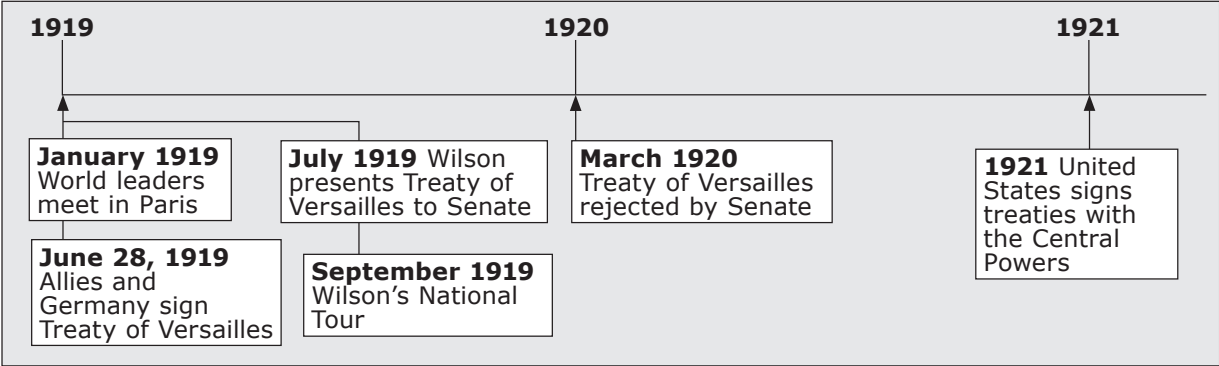 1919
1920
1921
January 1919
World leaders
meet in Paris
June 28, 1919
Allies and
Germany sign
Treaty of Versailles
July 1919 Wilson
presents Treaty of
Versailles to Senate
September 1919
Wilson's National
Tour
March 1920
Treaty of Versailles
rejected by Senate
1921 United
States signs
treaties with
the Central
Powers